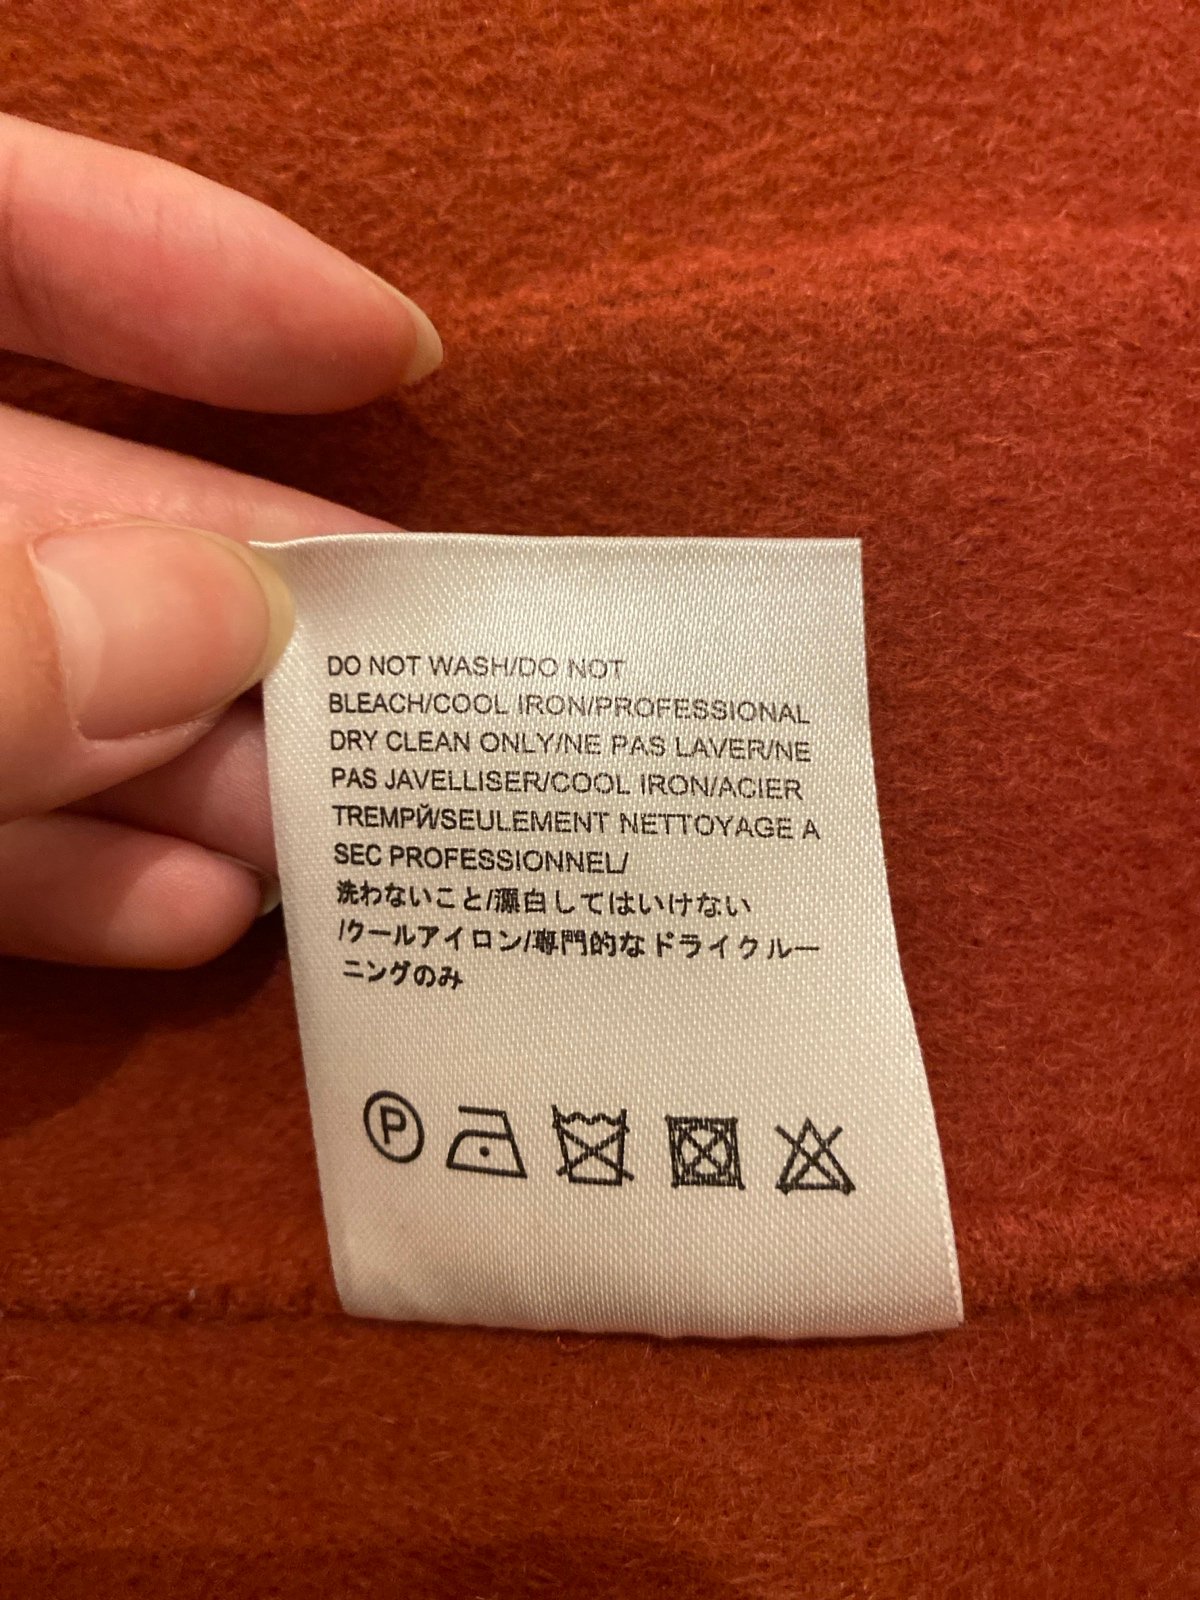 DO NOT WASH/DO NOT
BLEACH/COOL IRON/PROFESSIONAL
DRY CLEAN ONLY/NE PAS LAVER/NE
PAS JAVELLISER/COOL IRON/ACIER
TREMPЙ/SEULEMENT NETTOYAGE A
SEC PROFESSIONNEL/
洗わないこと/漂白してはいけない
/クールアイロン/専門的なドライクルー
ニングのみ
P